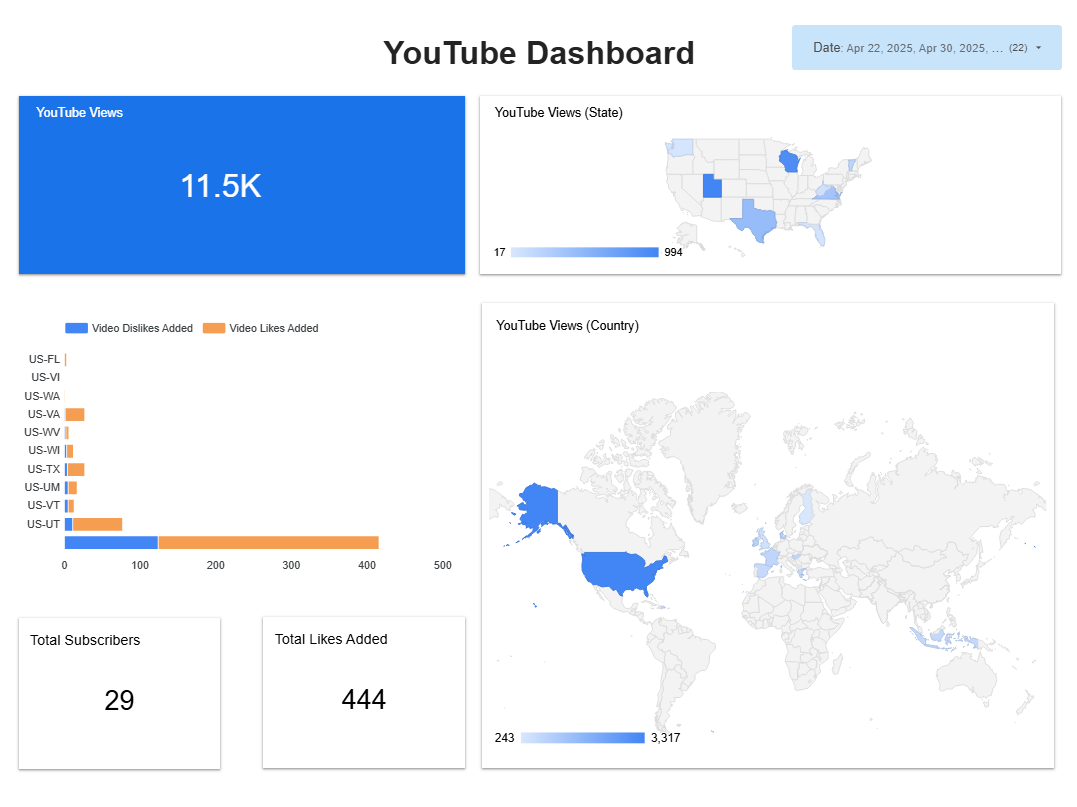 YouTube Dashboard
Date: Apr 22, 2025, Apr 30, 2025, ... (22)
YouTube Views
11.5K
YouTube Views (State)
17 994
Video Dislikes Added Video Likes Added
US-FL
US-VI
US-WA
US-VA
US-WV
US-WI
US-TX
US-UM
US-VT
US-UT
0 100 200 300 400 500
YouTube Views (Country)
243 3,317
Total Subscribers
29
Total Likes Added
444